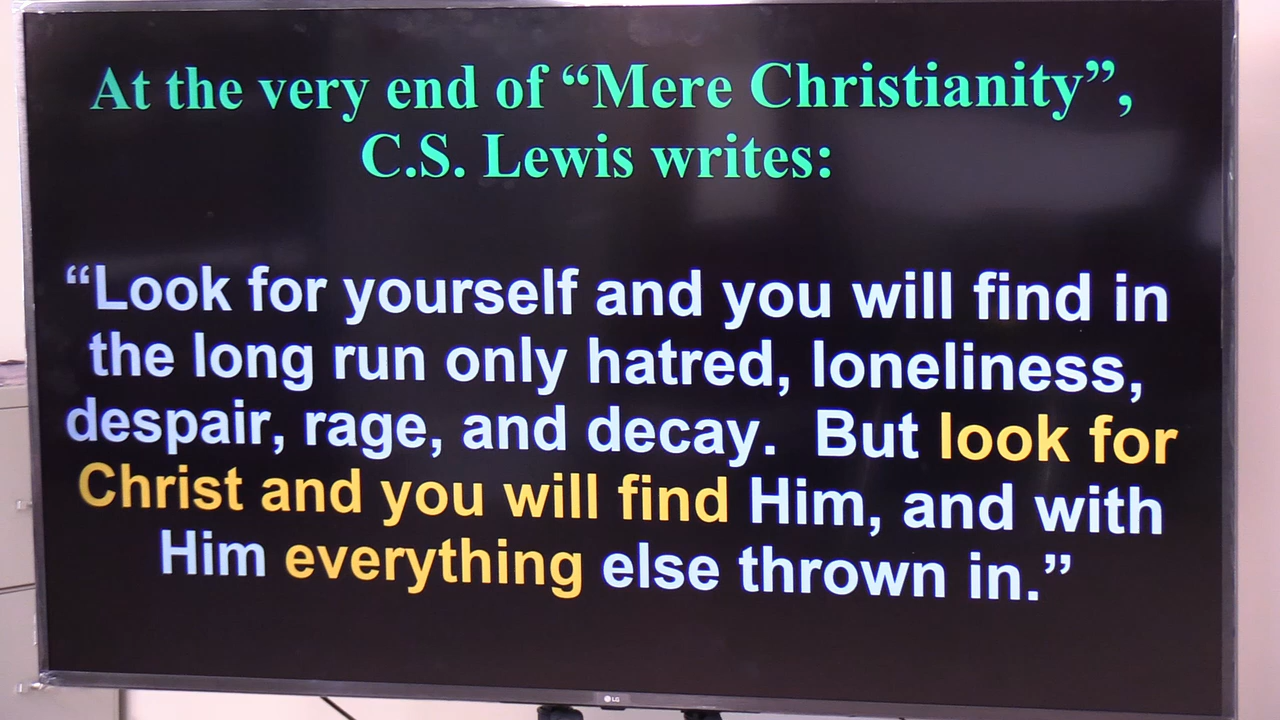 At the very end of “Mere Christianity”,
C.S. Lewis writes:
“Look for yourself and you will find in
the long run only hatred, loneliness,
despair, rage, and decay.  But look for
Christ and you will find Him, and with
Him everything else thrown in.”
LG